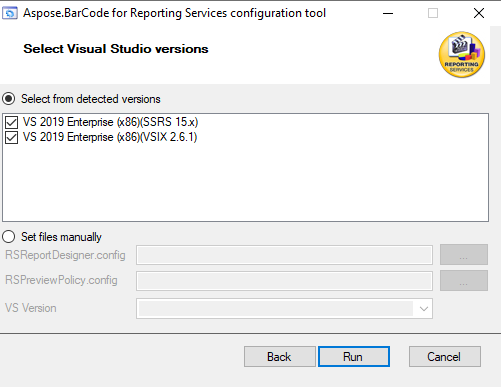 Aspose.BarCode for Reporting Services configuration tool
Select Visual Studio versions
REPORTING
SERVICES
Select from detected versions
VS 2019 Enterprise (x86)(SSRS 15.x)
VS 2019 Enterprise (x86)(VSIX 2.6.1)
Set files manually
RSReportDesigner.config
...
RSPreviewPolicy.config
...
VS Version
Back Run Cancel